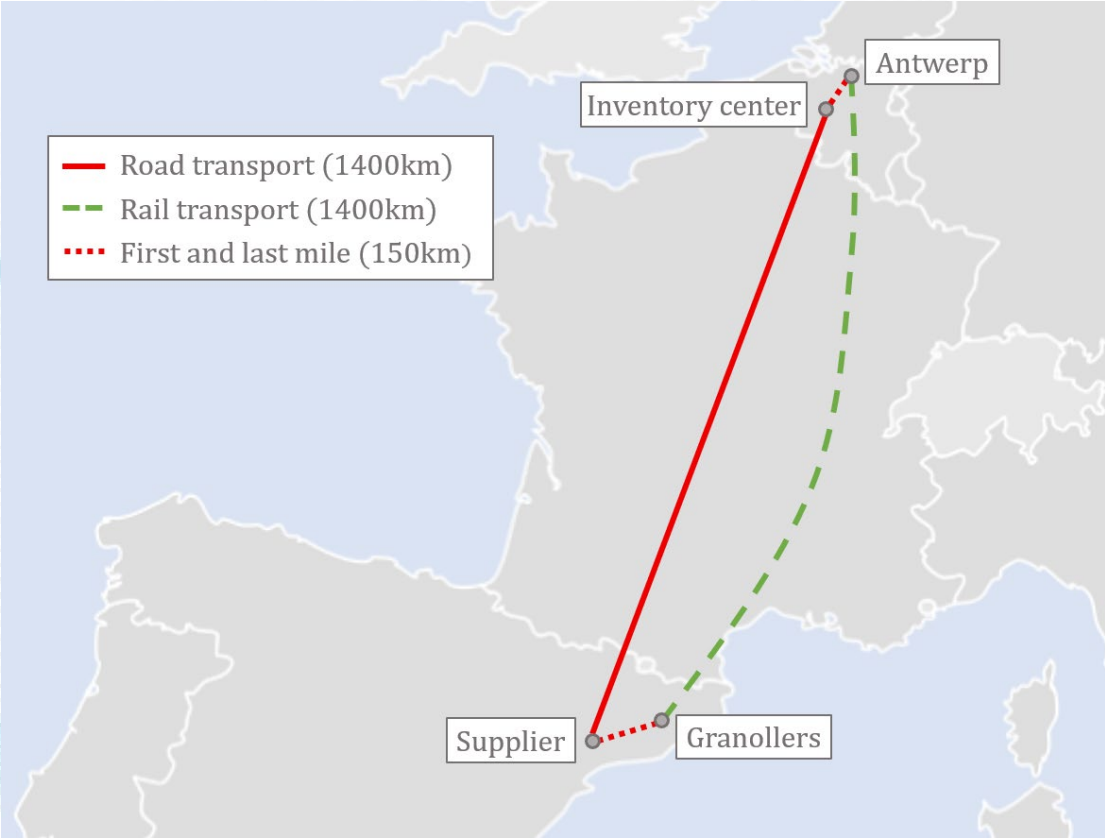 Antwerp
Inventory center
Road transport (1400km)
Rail transport (1400km)
First and last mile (150km)
Supplier
Granollers